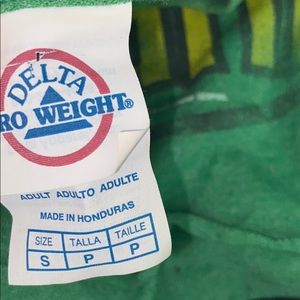 DELTA
RO WEIGHT®
ADULT ADULTO ADULTE
MADE IN HONDURAS
SIZE TALLA TAILLE
S P P